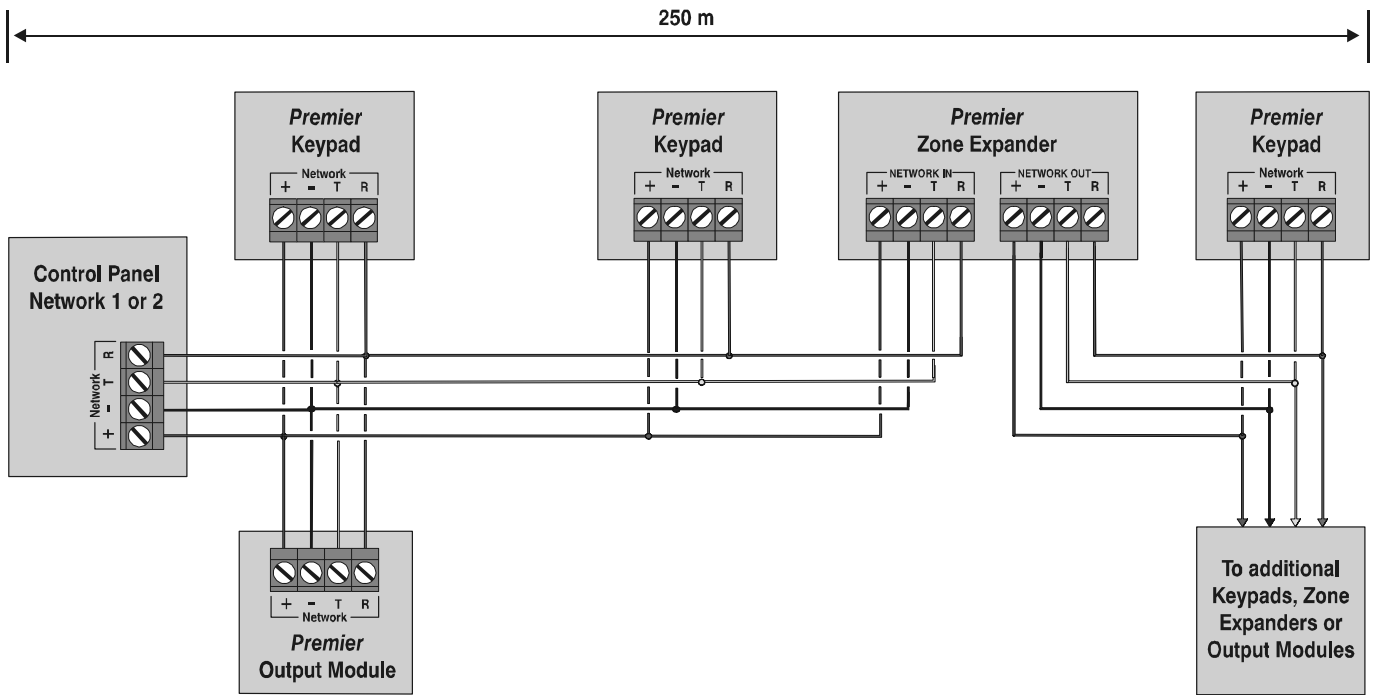 250 m
Premier
Keypad
Network
+ - T R
Premier
Keypad
Network
+ - T R
Premier
Zone Expander
NETWORK IN
+ - T R
NETWORK OUT
+ - T R
Premier
Keypad
Network
+ - T R
Control Panel
Network 1 or 2
Network
+ - T R
+ - T R
Network
Premier
Output Module
To additional
Keypads, Zone
Expanders or
Output Modules